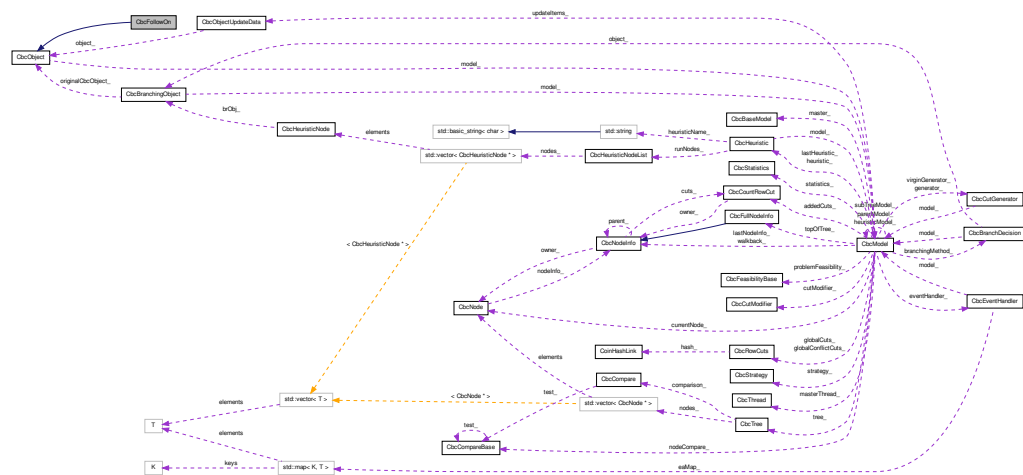 CbcFollowOn
CbcObjectUpdateData
updateItems_
object_
object_
CbcObject
model_
originalCbcObject_
CbcBranchingObject
model_
brObj_
CbcHeuristicNode
elements
std::basic_string< char >
std::string
heuristicName_
CbcBaseModel
master_
model_
CbcHeuristic
std::vector< CbcHeuristicNode * >
nodes_
CbcHeuristicNodeList
runNodes_
lastHeuristic_
heuristic_
CbcStatistics
statistics_
virginGenerator_
generator_
CbcCutGenerator
model_
cuts_
CbcCountRowCut
owner_
addedCuts_
subTreeModel_
parentModel_
heuristicModel_
CbcFullNodeInfo
topOfTree_
parent_
CbcNodeInfo
lastNodeInfo_
walkback_
CbcModel
model_
CbcBranchDecision
branchingMethod_
model_
< CbcHeuristicNode * >
owner_
nodeInfo_
CbcFeasibilityBase
problemFeasibility_
cutModifier_
CbcCutModifier
eventHandler_
CbcEventHandler
CbcNode
currentNode_
globalCuts_
globalConflictCuts_
CoinHashLink
hash_
CbcRowCuts
elements
CbcStrategy
strategy_
CbcCompare
comparison_
test_
CbcThread
masterThread_
std::vector< T >
< CbcNode * >
std::vector< CbcNode * >
nodes_
CbcTree
tree_
elements
T
test_
CbcCompareBase
nodeCompare_
elements
K
keys
std::map< K, T >
eaMap_